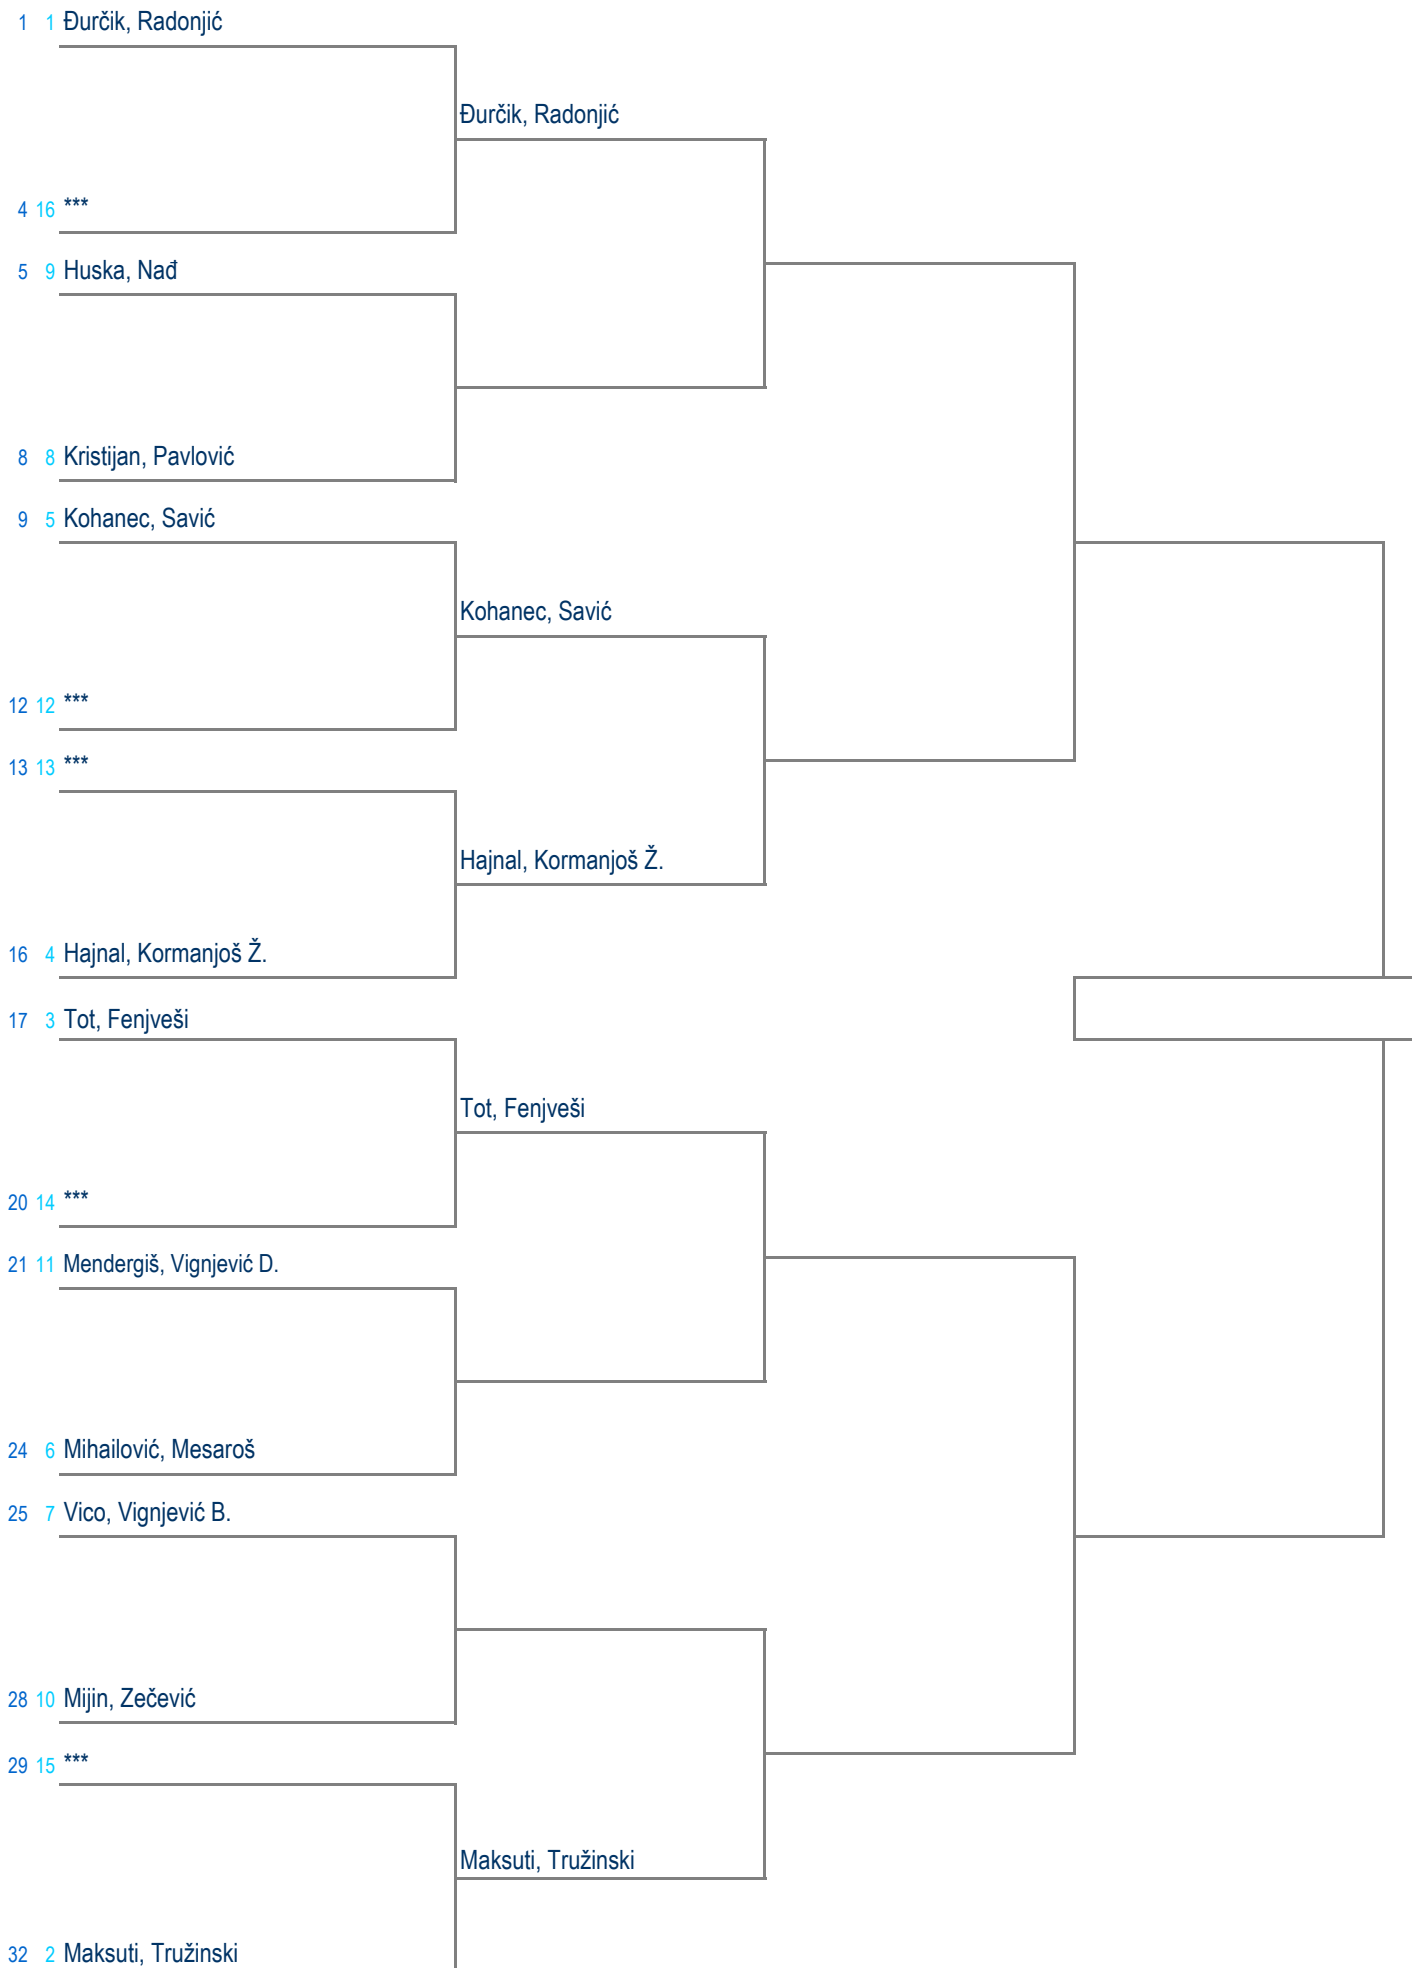 1 1 Đurčik, Radonjić
Đurčik, Radonjić
4 16 ***
5 9 Huska, Nađ
8 8 Kristijan, Pavlović
9 5 Kohanec, Savić
Kohanec, Savić
12 12 ***
13 13 ***
Hajnal, Kormanjoš Ž.
16 4 Hajnal, Kormanjoš Ž.
17 3 Tot, Fenjveši
Tot, Fenjveši
20 14 ***
21 11 Mendergiš, Vignjević D.
24 6 Mihailović, Mesaroš
25 7 Vico, Vignjević B.
28 10 Mijin, Zečević
29 15 ***
Maksuti, Tružinski
32 2 Maksuti, Tružinski